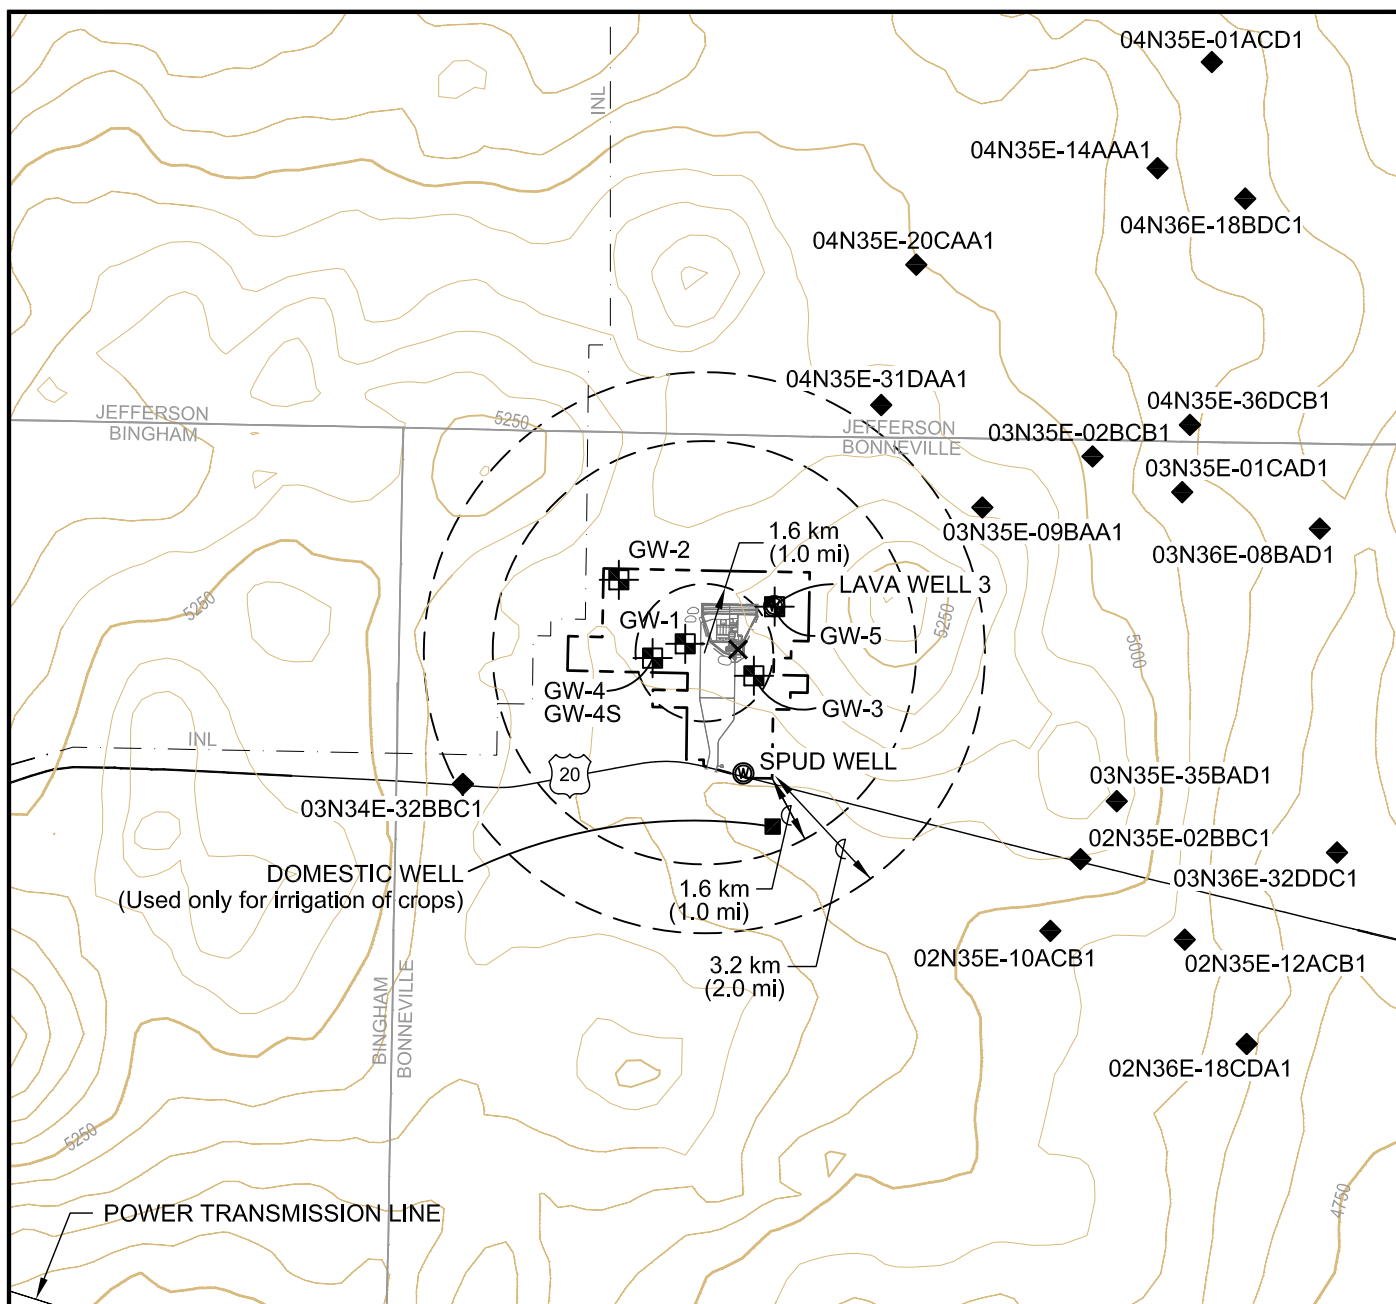 04N35E-01ACD1
INL
04N35E-14AAA1
04N36E-18BDC1
04N35E-20CAA1
04N35E-31DAA1
JEFFERSON
BINGHAM
5250
JEFFERSON
BONNEVILLE
04N35E-36DCB1
03N35E-02BCB1
03N35E-01CAD1
03N35E-09BAA1
03N36E-08BAD1
1.6 km
(1.0 mi)
GW-2
LAVA WELL 3
GW-1
GW-5
5250
5250
5000
GW-4
GW-4S
GW-3
INL
20
SPUD WELL
03N34E-32BBC1
03N35E-35BAD1
02N35E-02BBC1
03N36E-32DDC1
DOMESTIC WELL
(Used only for irrigation of crops)
1.6 km
(1.0 mi)
3.2 km
(2.0 mi)
02N35E-10ACB1
02N35E-12ACB1
BINGHAM
BONNEVILLE
02N36E-18CDA1
5250
4750
POWER TRANSMISSION LINE